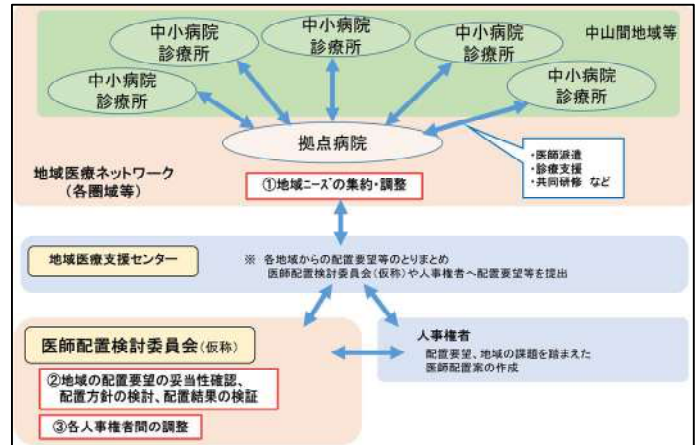 中小病院
診療所
中小病院
診療所
中小病院
診療所
中山間地域等
中小病院
診療所
中小病院
診療所
拠点病院
・医師派遣
・診療支援
・共同研修 など
地域医療ネットワーク
(各圏域等)
①地域ニーズの集約・調整
地域医療支援センター
※ 各地域からの配置要望等のとりまとめ
医師配置検討委員会(仮称)や人事権者へ配置要望等を提出
医師配置検討委員会(仮称)
②地域の配置要望の妥当性確認、
配置方針の検討、配置結果の検証
③各人事権者間の調整
人事権者
配置要望、地域の課題を踏まえた
医師配置案の作成